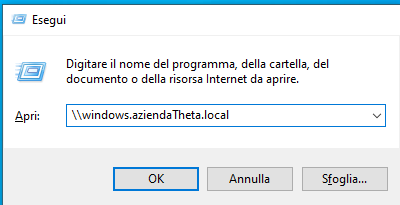 Esegui
Digitare il nome del programma, della cartella, del
documento o della risorsa Internet da aprire.
Apri: \\windows.aziendaTheta.local
OK Annulla Sfoglia...